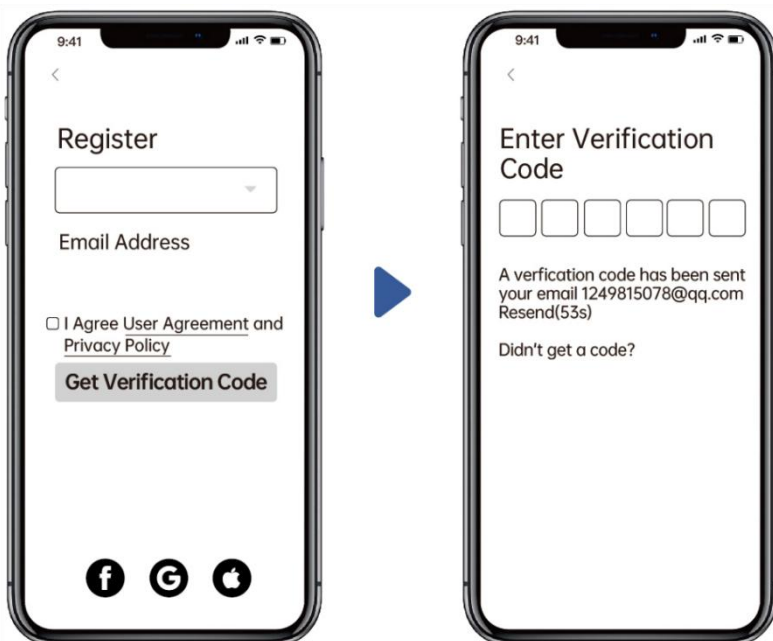 9:41
Register
Email Address
I Agree User Agreement and
Privacy Policy
Get Verification Code
9:41
Enter Verification
Code
A verfication code has been sent
your email 1249815078@qq.com
Resend(53s)
Didn't get a code?